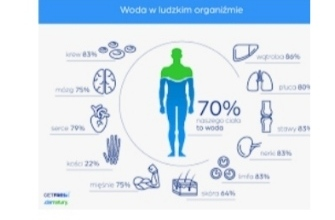 Woda w ludzkim organiźmie
krew 83%
mózg 75%
serce 79%
kości 22%
mięśnie 75%
70%
naszego ciała
to woda
wątroba 86%
płuca 80%
stawy 83%
nerki 83%
limfa 83%
skóra 64%